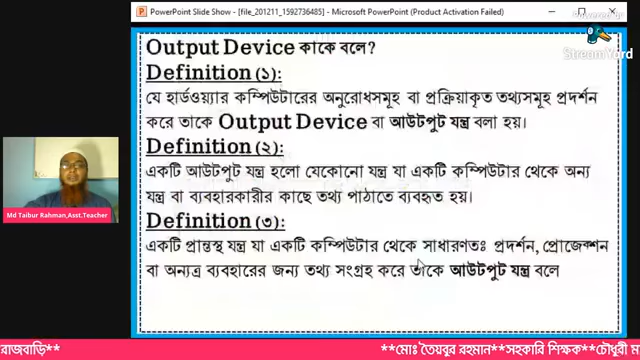 PowerPoint Slide Show - [file_201211_1592736485] - Microsoft PowerPoint (Product Activation Failed)
Powered by
StreamYard
Output Device কাকে বলে?
Definition (১):
যে হার্ডওয়্যার কম্পিউটারের অনুরোধসমূহ বা প্রক্রিয়াকৃত তথ্যসমূহ প্রদর্শন
করে তাকে Output Device বা আউটপুট যন্ত্র বলা হয়।
Definition (২):
একটি আউটপুট যন্ত্র হলো যেকোনো যন্ত্র যা একটি কম্পিউটার থেকে অন্য
যন্ত্র বা ব্যবহারকারীর কাছে তথ্য পাঠাতে ব্যবহৃত হয়।
Definition (৩):
একটি প্রান্তস্থ যন্ত্র যা একটি কম্পিউটার থেকে সাধারণতঃ প্রদর্শন, প্রোজেকশন
বা অন্যত্র ব্যবহারের জন্য তথ্য সংগ্রহ করে তাকে আউটপুট যন্ত্র বলে
Md Taibur Rahman,Asst.Teacher
রাজবাড়ি** **মোঃ তৈয়বুর রহমান**সহকারি শিক্ষক**চৌধুরী ম